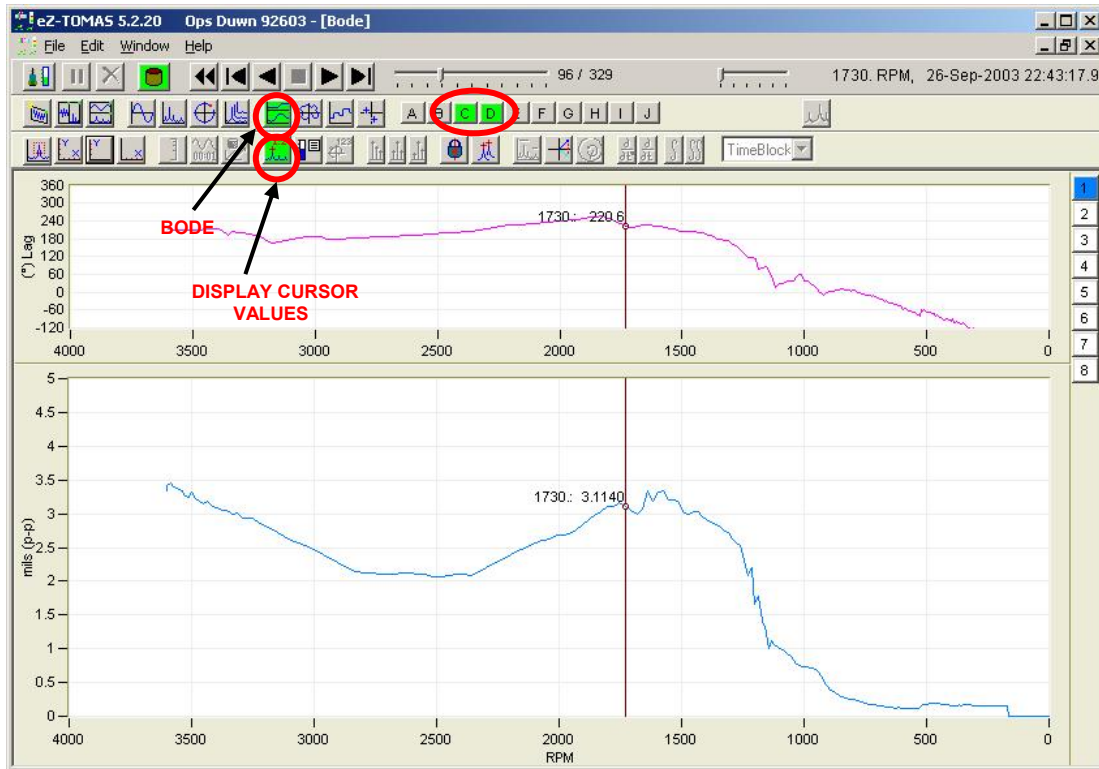 eZ-TOMAS 5.2.20 Ops Duwn 92603 - [Bode]
File Edit Window Help
96 / 329 1730. RPM, 26-Sep-2003 22:43:17.9
A B C D F G H I J
TimeBlock
360
300
240
180
120
60
0
-60
-120
(°) Lag
1730.: 220.6
BODE
DISPLAY CURSOR
VALUES
4000 3500 3000 2500 2000 1500 1000 500 0
1
2
3
4
5
6
7
8
5
4.5
4
3.5
3
2.5
2
1.5
1
0.5
0
mils (p-p)
1730.: 3.1140
4000 3500 3000 2500 2000 1500 1000 500 0
RPM